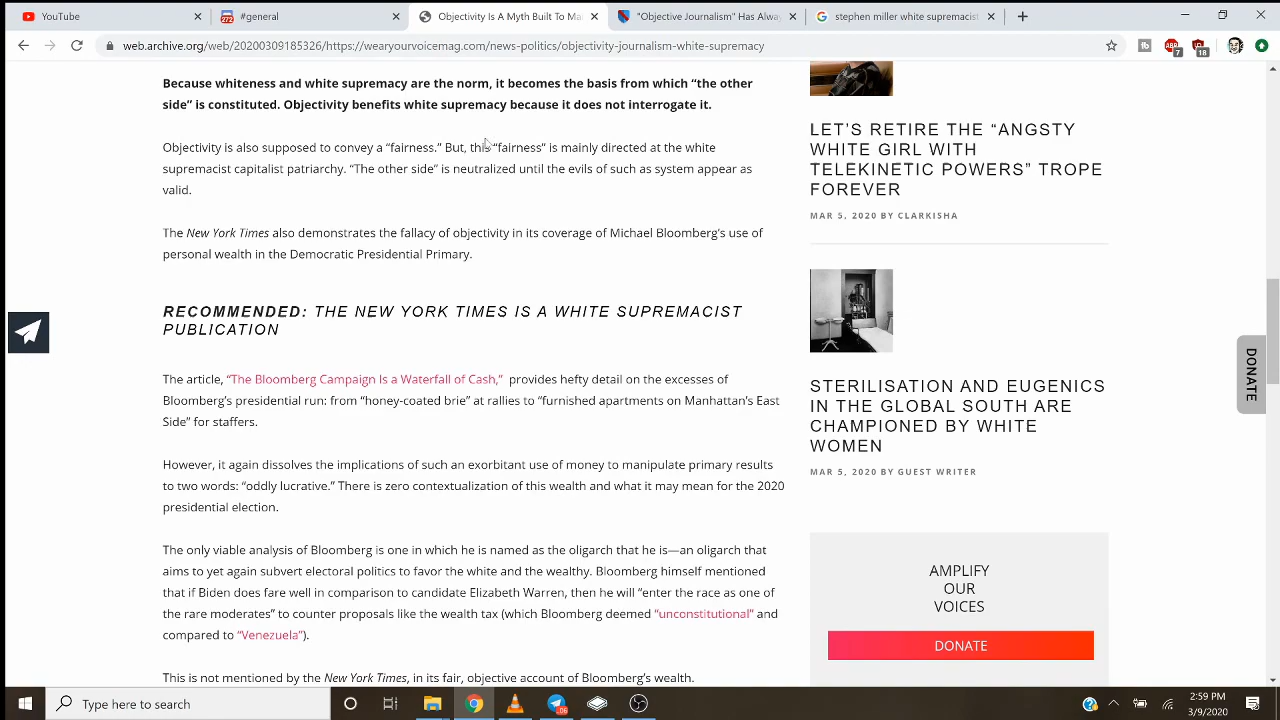 YouTube
#general
Objectivity Is A Myth Built To Ma
"Objective Journalism" Has Alway
stephen miller white supremacist
web.archive.org/web/20200309185326/https://wearyourvoicemag.com/news-politics/objectivity-journalism-white-supremacy
Because whiteness and white supremacy are the norm, it becomes the basis from which “the other
side” is constituted. Objectivity benefits white supremacy because it does not interrogate it.
Objectivity is also supposed to convey a “fairness.” But, this “fairness” is mainly directed at the white
supremacist capitalist patriarchy. “The other side” is neutralized until the evils of such as system appear as
valid.
The New York Times also demonstrates the fallacy of objectivity in its coverage of Michael Bloomberg’s use of
personal wealth in the Democratic Presidential Primary.
RECOMMENDED: THE NEW YORK TIMES IS A WHITE SUPREMACIST
PUBLICATION
The article, “The Bloomberg Campaign Is a Waterfall of Cash,” provides hefty detail on the excesses of
Bloomberg’s presidential run: from “honey-coated brie” at rallies to “furnished apartments on Manhattan’s East
Side” for staffers.
However, it again dissolves the implications of such an exorbitant use of money to manipulate primary results
to two words: “oddly lucrative.” There is zero contextualization of this wealth and what it may mean for the 2020
presidential election.
The only viable analysis of Bloomberg is one in which he is named as the oligarch that he is—an oligarch that
aims to yet again subvert electoral politics to favor the white and the wealthy. Bloomberg himself mentioned
that if Biden does fare well in comparison to candidate Elizabeth Warren, then he will “enter the race as one of
the rare moderates” to counter proposals like the wealth tax (which Bloomberg deemed “unconstitutional” and
compared to “Venezuela”).
This is not mentioned by the New York Times, in its fair, objective account of Bloomberg’s wealth.
LET’S RETIRE THE “ANGSTY
WHITE GIRL WITH
TELEKINETIC POWERS” TROPE
FOREVER
MAR 5, 2020 BY CLARKISHA
STERILISATION AND EUGENICS
IN THE GLOBAL SOUTH ARE
CHAMPIONED BY WHITE
WOMEN
MAR 5, 2020 BY GUEST WRITER
AMPLIFY
OUR
VOICES
DONATE
DONATE
Type here to search
2:59 PM
3/9/2020